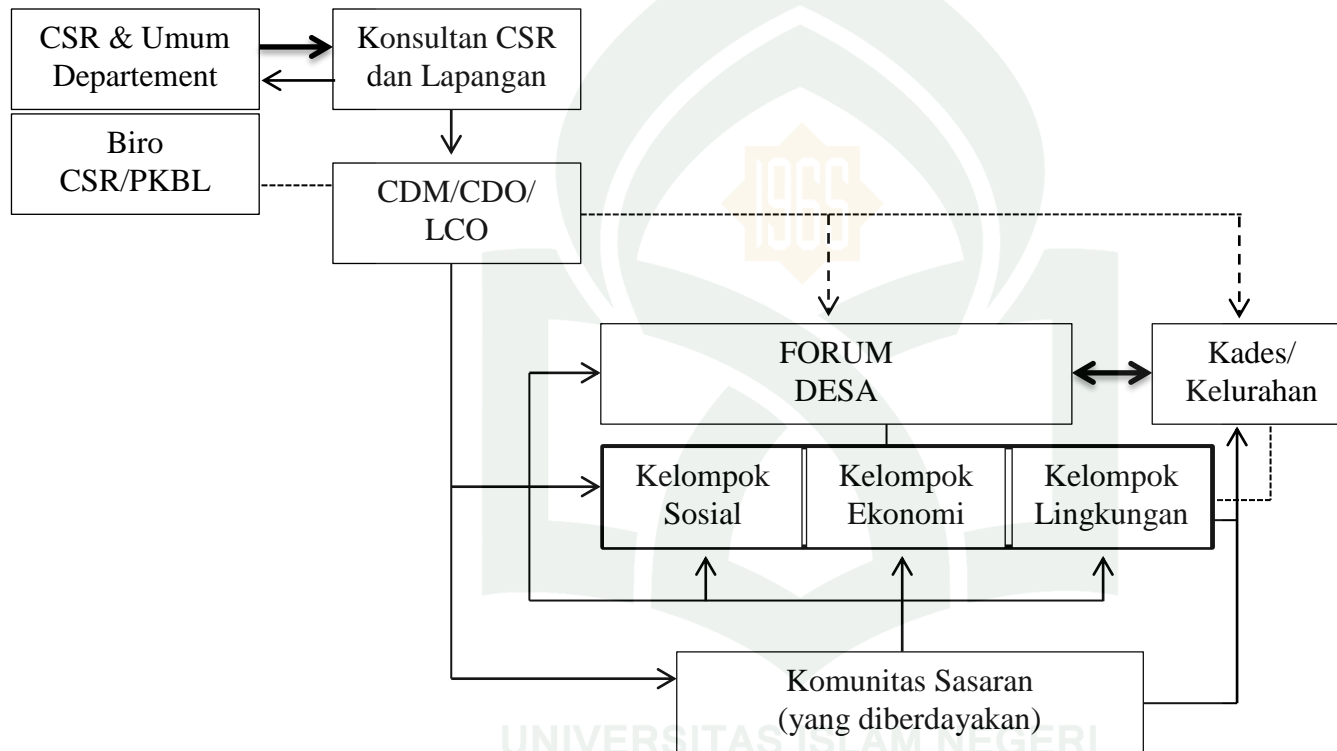 CSR & Umum
Departement
Konsultan CSR
dan Lapangan
Biro
CSR/PKBL
CDM/CDO/
LCO
1965
FORUM
DESA
Kades/
Kelurahan
Kelompok
Sosial
Kelompok
Ekonomi
Kelompok
Lingkungan
Komunitas Sasaran
(yang diberdayakan)
UNIVERSITAS ISLAM NEGERI